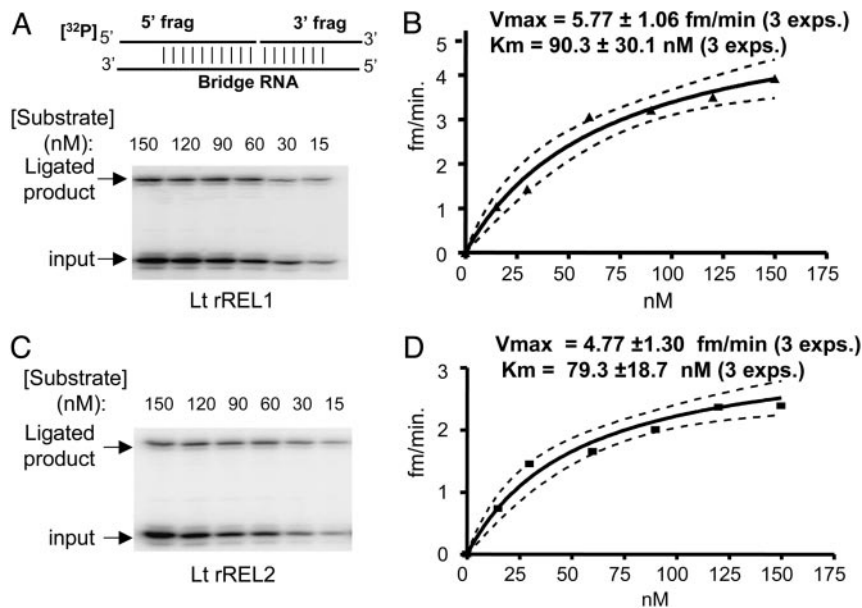 A
5' frag
3' frag
[³²P] 5'
3'
3'
5'
Bridge RNA
[Substrate]
(nM): 150 120 90 60 30 15
Ligated
product
input
Lt rREL1
B
Vmax = 5.77 ± 1.06 fm/min (3 exps.)
Km = 90.3 ± 30.1 nM (3 exps.)
5
4
3
2
1
0
fm/min.
0 25 50 75 100 125 150 175
nM
C
[Substrate]
(nM): 150 120 90 60 30 15
Ligated
product
input
Lt rREL2
D
Vmax = 4.77 ±1.30 fm/min (3 exps.)
Km = 79.3 ±18.7 nM (3 exps.)
3
2
1
0
fm/min.
0 25 50 75 100 125 150 175
nM